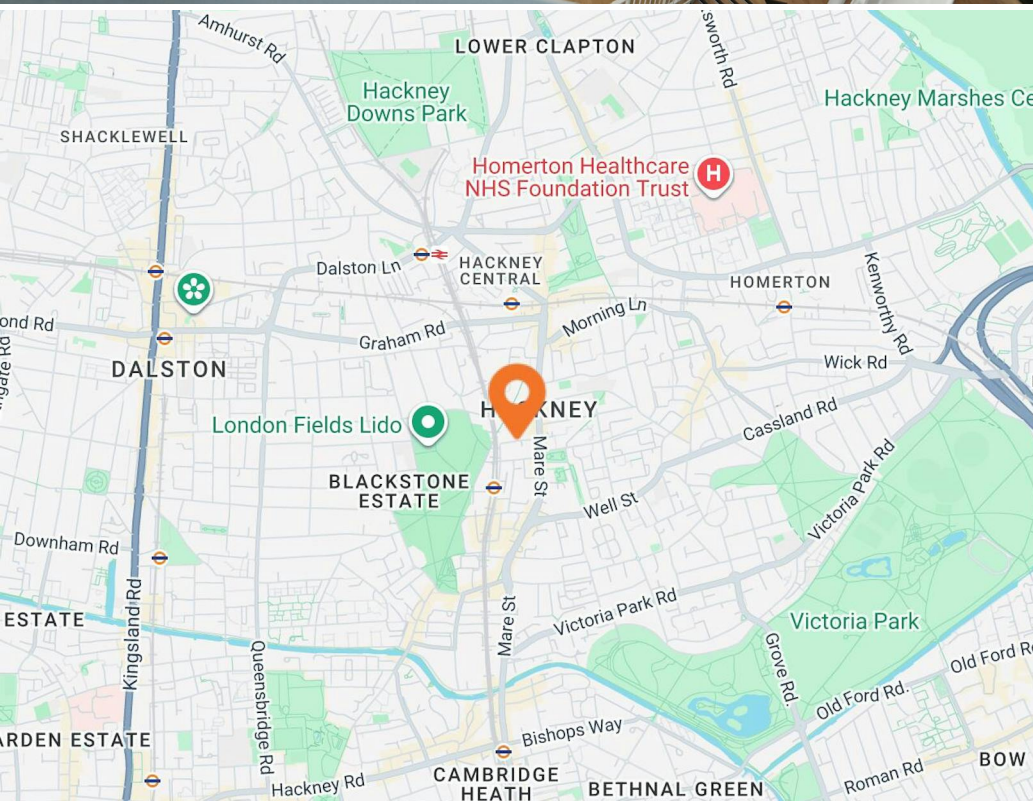 Amhurst Rd
LOWER CLAPTON
sworth Rd
Hackney
Downs Park
Hackney Marshes Ce
SHACKLEWELL
Homerton Healthcare
NHS Foundation Trust
H
Dalston Ln
HACKNEY
CENTRAL
HOMERTON
Kenworthy Rd
Morning Ln
ond Rd
Graham Rd
DALSTON
Wick Rd
H KNEY
London Fields Lido
Cassland Rd
Mare St
BLACKSTONE
ESTATE
Well St
Victoria Park Rd
Downham Rd
Kingsland Rd
ESTATE
Mare St
Victoria Park Rd
Victoria Park
Queensbridge Rd
Grove Rd.
Old Ford R
Old Ford Rd.
ARDEN ESTATE
Bishops Way
BOW
Hackney Rd
CAMBRIDGE
HEATH
BETHNAL GREEN
Roman Rd